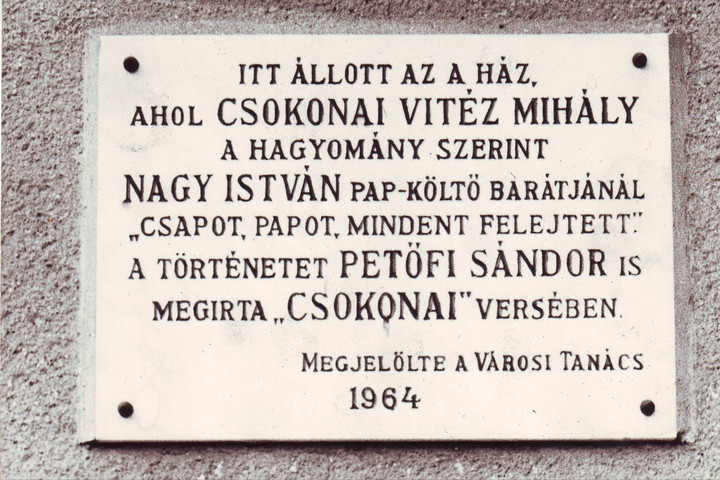 ITT ÁLLOTT AZ A HÁZ,
AHOL CSOKONAI VITÉZ MIHÁLY
A HAGYOMÁNY SZERINT
NAGY ISTVÁN PAP-KÖLTŐ BARÁTJÁNÁL
„CSAPOT, PAPOT, MINDENT FELEJTETT."
A TÖRTÉNETET PETŐFI SÁNDOR IS
MEGIRTA „CSOKONAI" VERSÉBEN.
MEGJELÖLTE A VÁROSI TANÁCS
1964